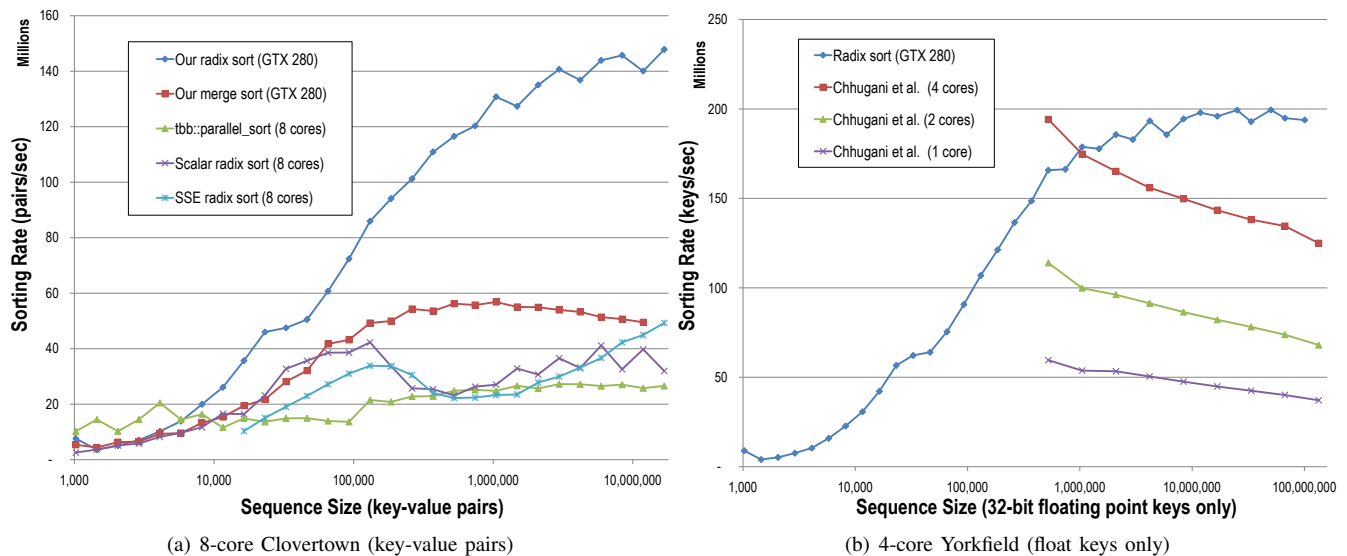 160
Millions
140
120
100
80
60
40
20
-
Sorting Rate (pairs/sec)
Our radix sort (GTX 280)
Our merge sort (GTX 280)
tbb::parallel_sort (8 cores)
Scalar radix sort (8 cores)
SSE radix sort (8 cores)
1,000
10,000
100,000
1,000,000
10,000,000
Sequence Size (key-value pairs)
(a) 8-core Clovertown (key-value pairs)
250
Millions
200
150
100
50
-
Sorting Rate (keys/sec)
Radix sort (GTX 280)
Chhugani et al. (4 cores)
Chhugani et al. (2 cores)
Chhugani et al. (1 core)
1,000
10,000
100,000
1,000,000
10,000,000
100,000,000
Sequence Size (32-bit floating point keys only)
(b) 4-core Yorkfield (float keys only)